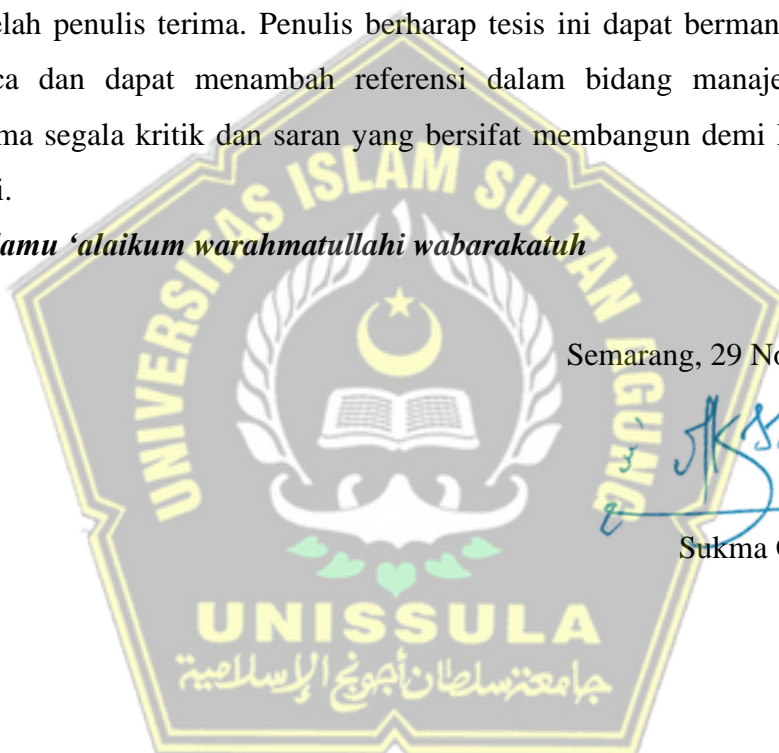 elah penulis terima. Penulis berharap tesis ini dapat berman
ca dan dapat menambah referensi dalam bidang manaje
ma segala kritik dan saran yang bersifat membangun demi
i.
lamu ‘alaikum warahmatullahi wabarakatuh
Semarang, 29 No
Sukma
UNIVERSITAS ISLAM SULTAN AGUNG
UNISSULA
جامعة سلطان أجونج الإسلامية